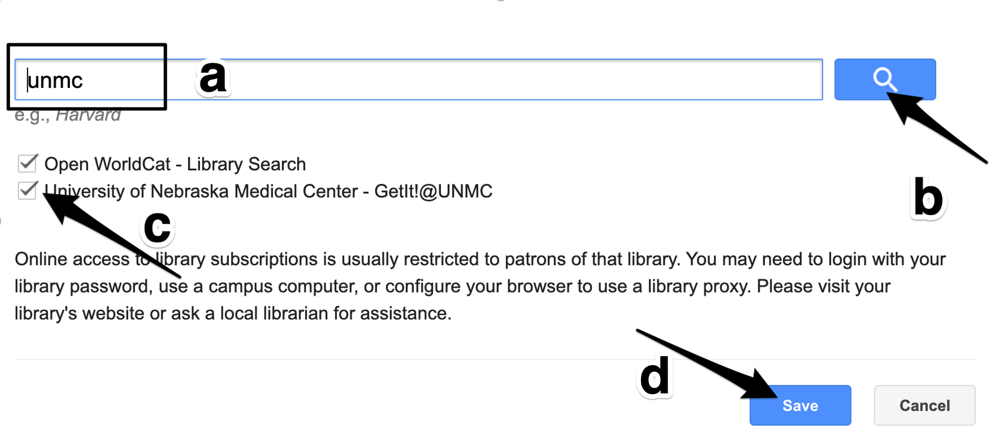 unmc
a
e.g., Harvard
Open WorldCat - Library Search
University of Nebraska Medical Center - GetIt!@UNMC
b
c
Online access to library subscriptions is usually restricted to patrons of that library. You may need to login with your
library password, use a campus computer, or configure your browser to use a library proxy. Please visit your
library's website or ask a local librarian for assistance.
d
Save
Cancel